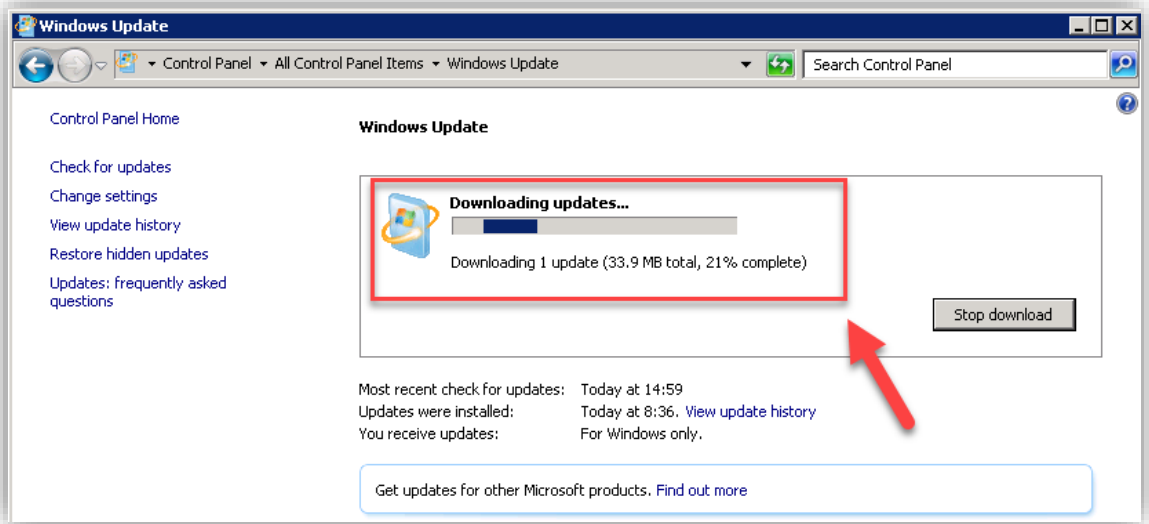 Windows Update
Control Panel All Control Panel Items Windows Update
Search Control Panel
Control Panel Home
Check for updates
Change settings
View update history
Restore hidden updates
Updates: frequently asked
questions
Windows Update
Downloading updates...
Downloading 1 update (33.9 MB total, 21% complete)
Stop download
Most recent check for updates: Today at 14:59
Updates were installed: Today at 8:36. View update history
You receive updates: For Windows only.
Get updates for other Microsoft products. Find out more